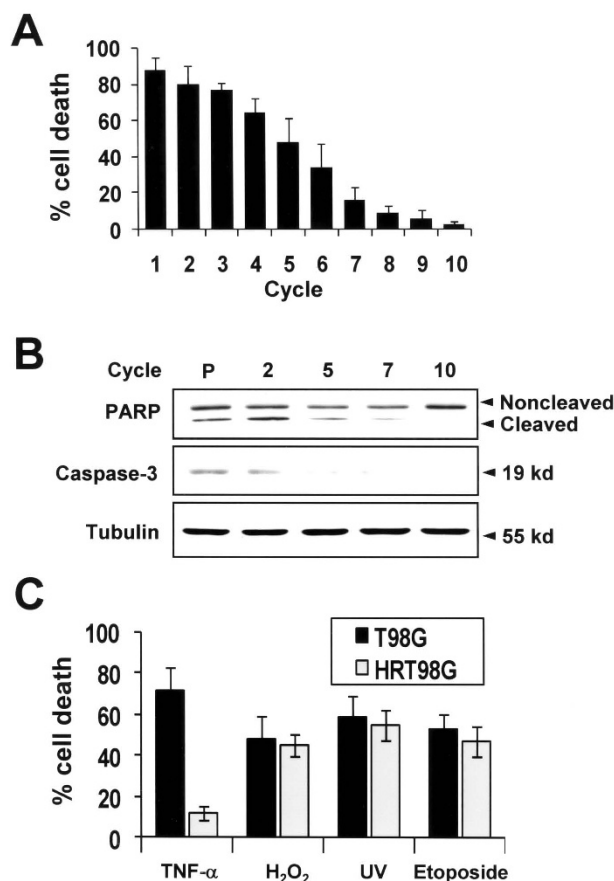 A
% cell death
100
80
60
40
20
0
1 2 3 4 5 6 7 8 9 10
Cycle
B
Cycle P 2 5 7 10
PARP
Noncleaved
Cleaved
Caspase-3
19 kd
Tubulin
55 kd
C
% cell death
100
80
60
40
20
0
T98G
HRT98G
TNF-α H₂O₂ UV Etoposide